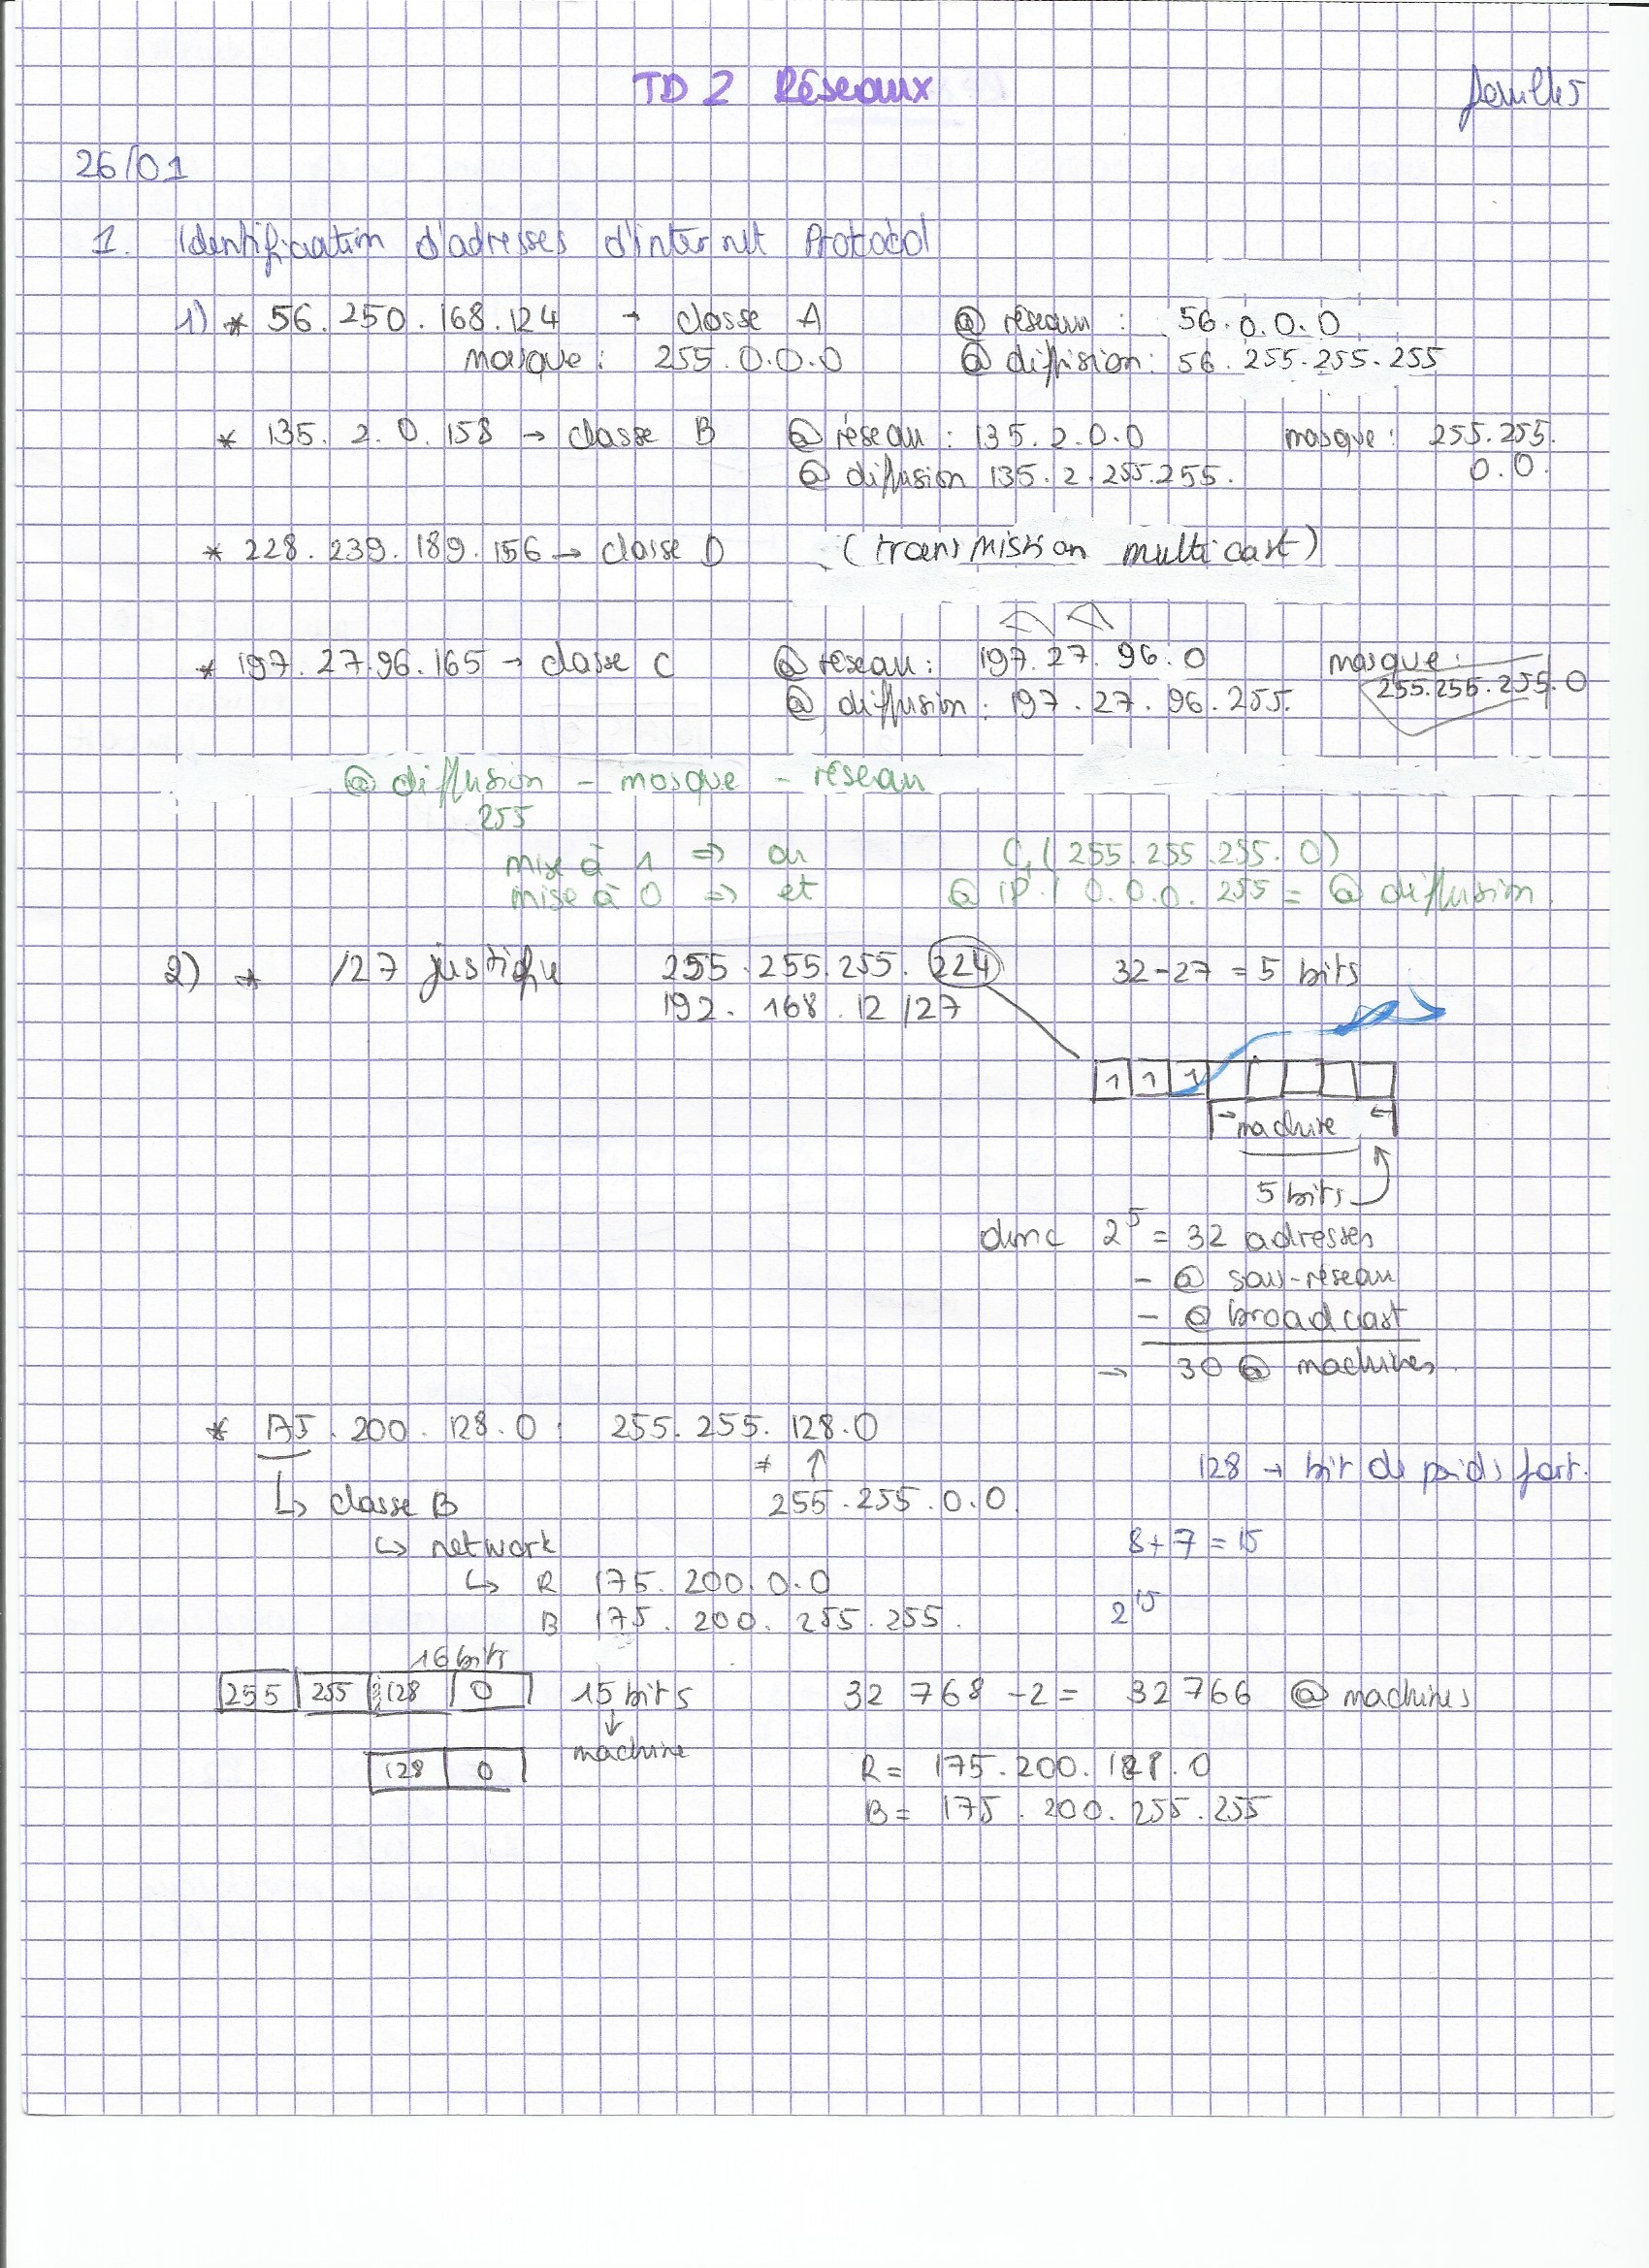 TD 2 Réseaux
feuille 5
26/01
1. Identification d'adresses d'internet Protocol
1) * 56.250.168.124 → classe A @ réseau : 56.0.0.0
masque : 255.0.0.0 @ diffusion : 56.255.255.255
* 135.2.0.158 → classe B @ réseau : 135.2.0.0 masque : 255.255.
@ diffusion 135.2.255.255. 0.0.
* 228.239.189.156 → classe D (transmission multicast)
* 197.27.96.165 → classe C @ réseau : 197.27.96.0 masque :
@ diffusion : 197.27.96.255. 255.255.255.0
@ diffusion - masque - réseau
255
mise à 1 => ou C, (255.255.255.0)
mise à 0 => et @ IP | 0.0.0.255 = @ diffusion.
2) * /27 justifie 255.255.255.224 32-27 = 5 bits
192.168.12 /27
1 1 1
machine
5 bits
donc 2^5 = 32 adresses
- @ sous-réseau
- @ broadcast
→ 30 @ machines.
* 175.200.128.0 : 255.255.128.0
≠ ↑ 128 → bit de poids fort.
↳ classe B 255.255.0.0.
↳ network 8+7 = 15
↳ R 175.200.0.0
B 175.200.255.255. 2^15
16 bits
255 255 128 0 15 bits 32 768 - 2 = 32 766 @ machines
↓
machine
128 0 R = 175.200.128.0
B = 175.200.255.255